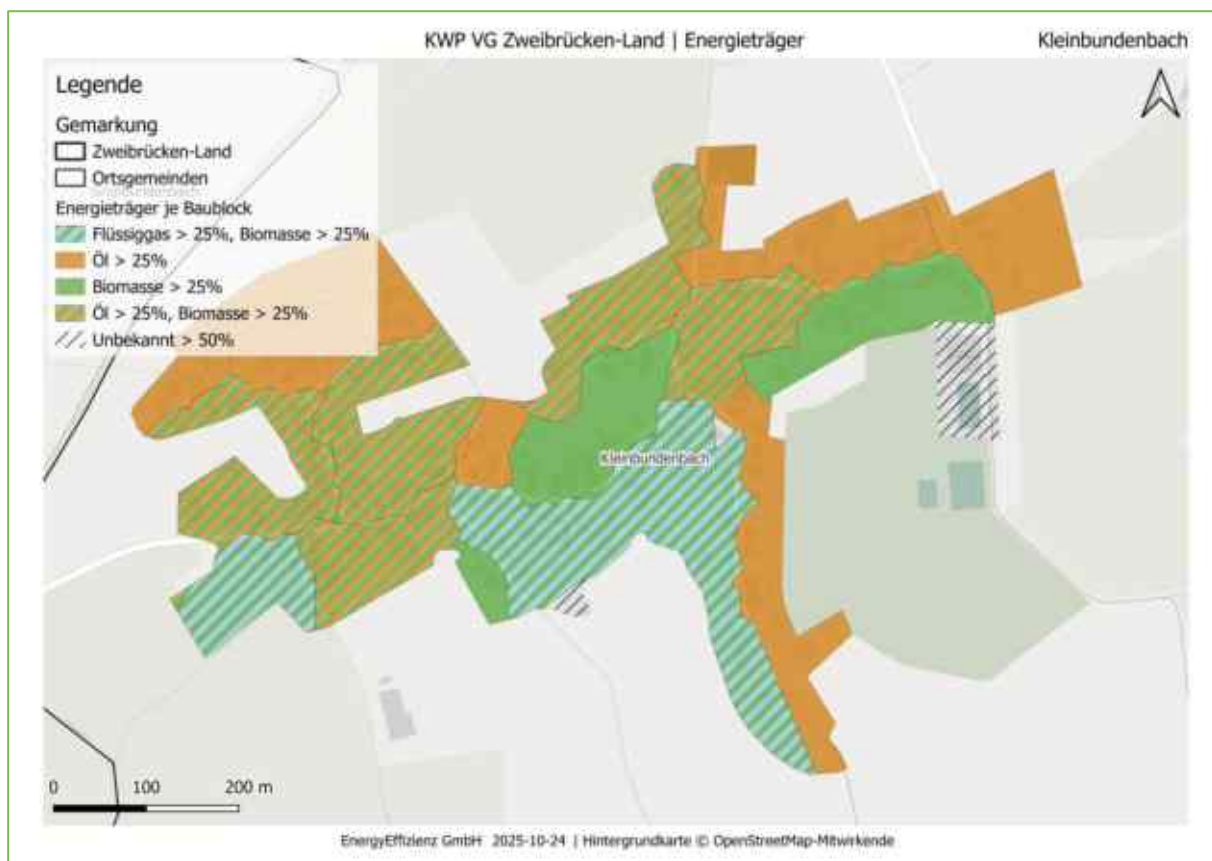 KWP VG Zweibrücken-Land | Energieträger
Kleinbundenbach
Legende
Gemarkung
Zweibrücken-Land
Ortsgemeinden
Energieträger je Baublock
Flüssiggas > 25%, Biomasse > 25%
Öl > 25%
Biomasse > 25%
Öl > 25%, Biomasse > 25%
Unbekannt > 50%
Kleinbundenbach
0 100 200 m
EnergyEffizienz GmbH 2025-10-24 | Hintergrundkarte © OpenStreetMap-Mitwirkende